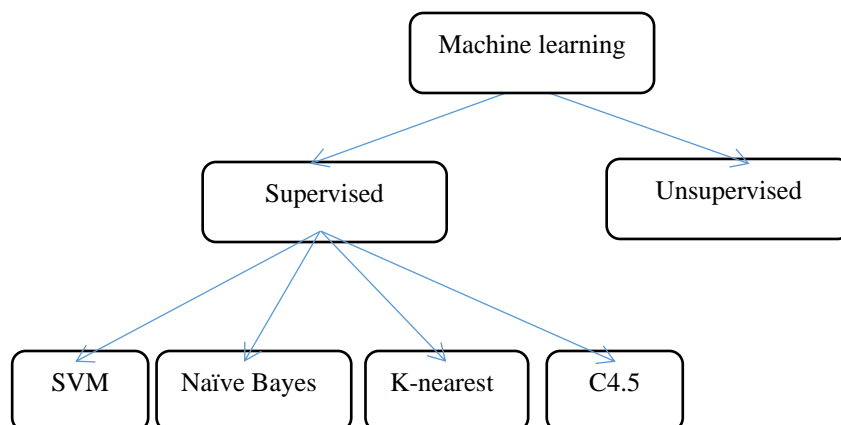 Machine learning
Supervised
Unsupervised
SVM
Naïve Bayes
K-nearest
C4.5